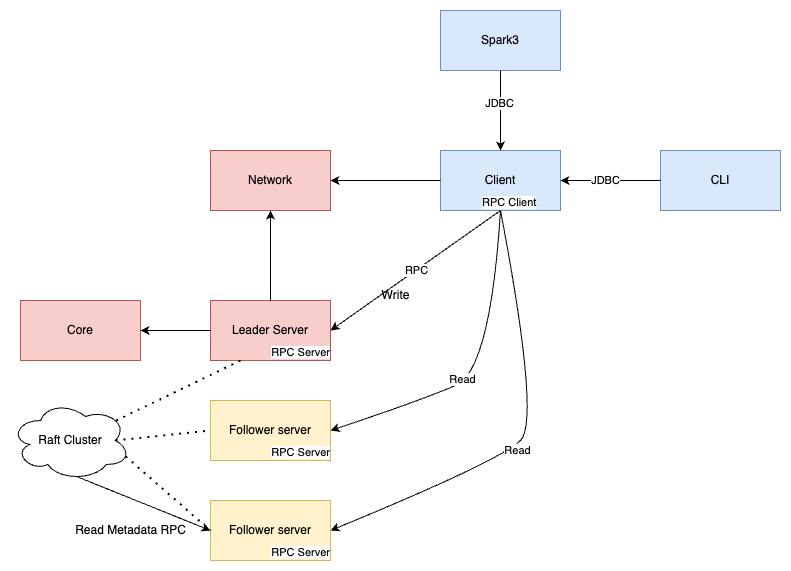 Spark3
JDBC
Network
Client
RPC Client
JDBC
CLI
RPC
Write
Core
Leader Server
RPC Server
Read
Follower server
RPC Server
Raft Cluster
Read
Read Metadata RPC
Follower server
RPC Server